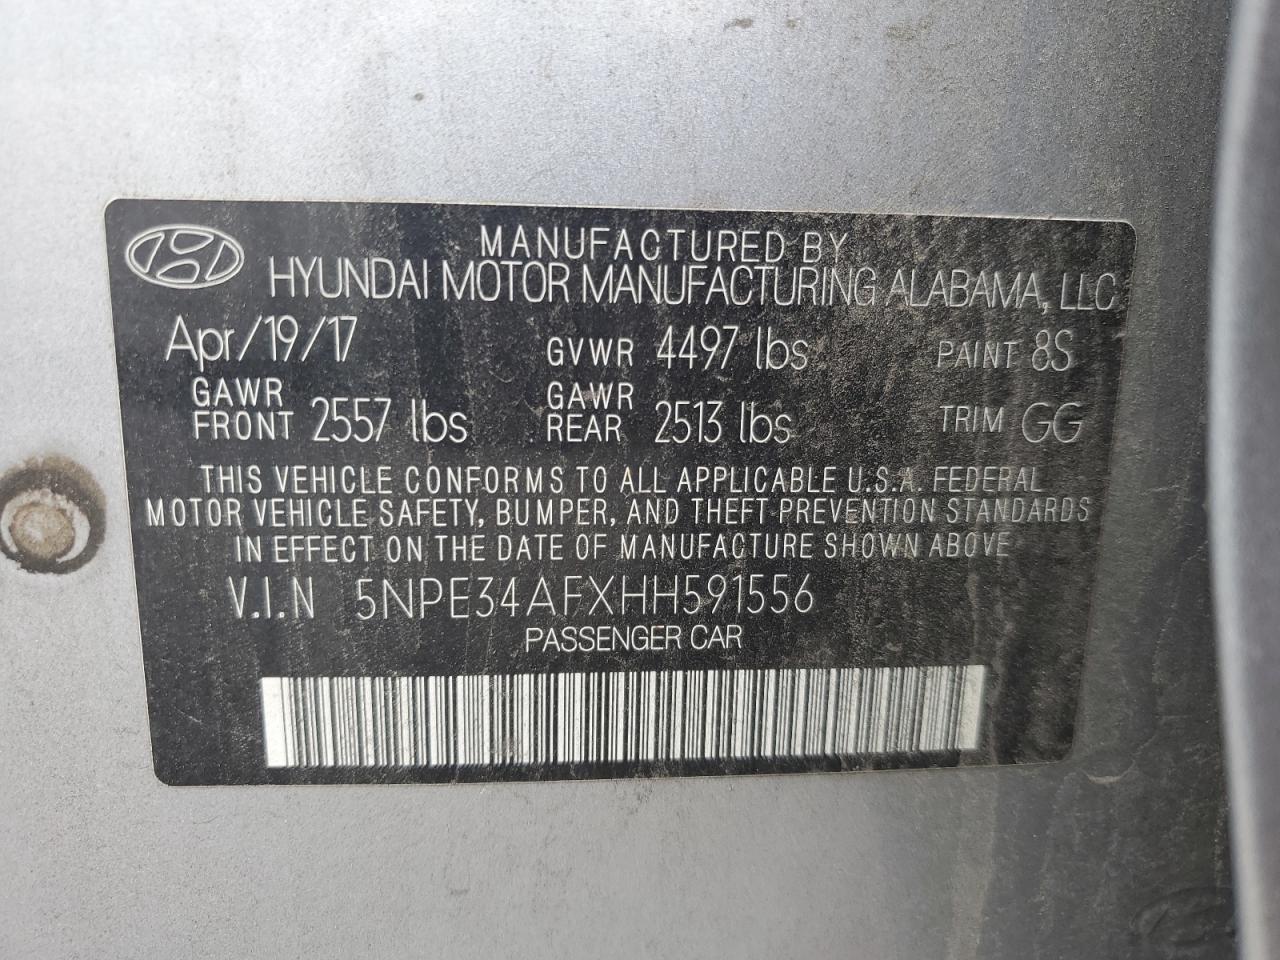 MANUFACTURED BY
HYUNDAI MOTOR MANUFACTURING ALABAMA, LLC
Apr/19/17 GVWR 4497 lbs PAINT 8S
GAWR FRONT 2557 lbs GAWR REAR 2513 lbs TRIM GG
THIS VEHICLE CONFORMS TO ALL APPLICABLE U.S.A. FEDERAL
MOTOR VEHICLE SAFETY, BUMPER, AND THEFT PREVENTION STANDARDS
IN EFFECT ON THE DATE OF MANUFACTURE SHOWN ABOVE
V.I.N 5NPE34AFXHH591556
PASSENGER CAR